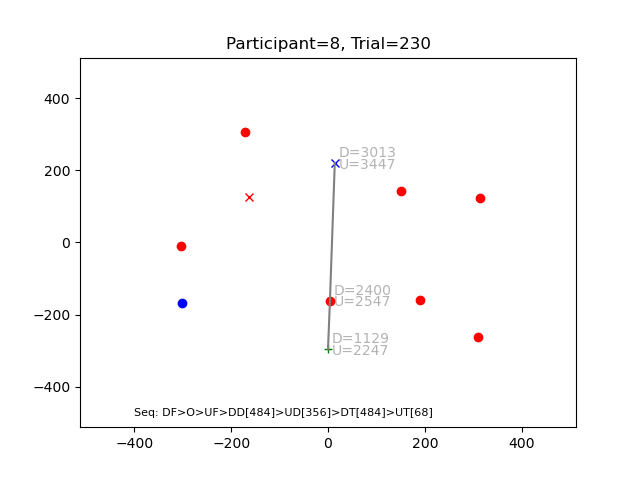 Participant=8, Trial=230
400
200
0
−200
−400
D=3013
U=3447
D=2400
U=2547
D=1129
U=2247
Seq: DF>O>UF>DD[484]>UD[356]>DT[484]>UT[68]
−400
−200
0
200
400